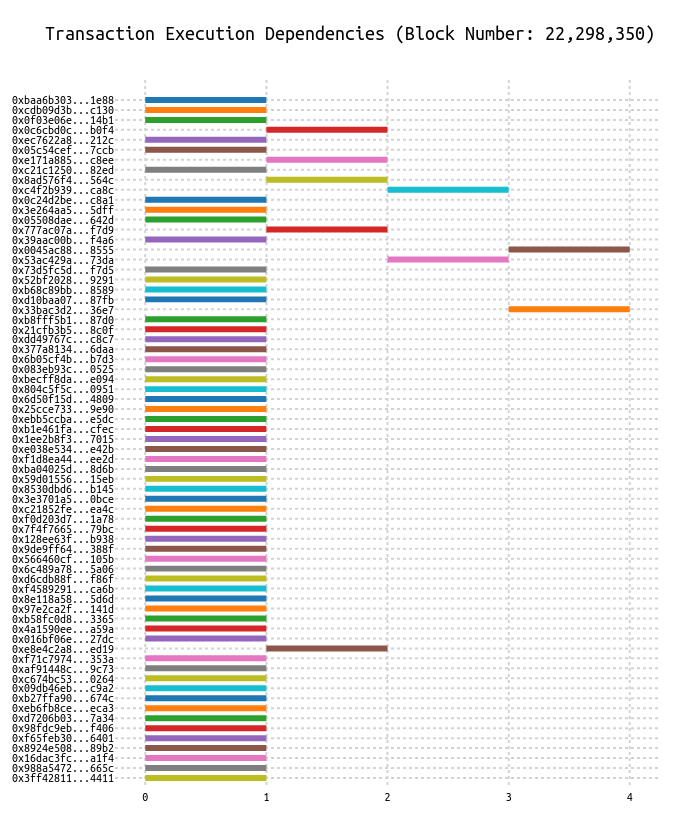 Transaction Execution Dependencies (Block Number: 22,298,350)
0xbaa6b303...1e88
0xcdb09d3b...c130
0x0f03e06e...14b1
0x0c6cbd0c...b0f4
0xec7622a8...212c
0x05c54cef...7ccb
0xe171a885...c8ee
0xc21c1250...82ed
0x8ad576f4...564c
0xc4f2b939...ca8c
0x0c24d2be...c8a1
0x3e264aa5...5dff
0x05508dae...642d
0x777ac07a...f7d9
0x39aac00b...f4a6
0x0045ac88...8555
0x53ac429a...73da
0x73d5fc5d...f7d5
0x52bf2028...9291
0xb68c89bb...8589
0xd10baa07...87fb
0x33bac3d2...36e7
0xb8fff5b1...87d0
0x21cfb3b5...8c0f
0xdd49767c...c8c7
0x377a8134...6daa
0x6b05cf4b...b7d3
0x083eb93c...0525
0xbecff8da...e094
0x804c5f5c...0951
0x6d50f15d...4809
0x25cce733...9e90
0xebb5ccba...e5dc
0xb1e461fa...cfec
0x1ee2b8f3...7015
0xe038e534...e42b
0xf1d8ea44...ee2d
0xba04025d...8d6b
0x59d01556...15eb
0x8530dbd6...b145
0x3e3701a5...0bce
0xc21852fe...ea4c
0xf0d203d7...1a78
0x7f4f7665...79bc
0x128ee63f...b938
0x9de9ff64...388f
0x566460cf...105b
0x6c489a78...5a06
0xd6cdb88f...f86f
0xf4589291...ca6b
0x8e118a58...5d6d
0x97e2ca2f...141d
0xb58fc0d8...3365
0x4a1590ee...a59a
0x016bf06e...27dc
0xe8e4c2a8...ed19
0xf71c7974...353a
0xaf91448c...9c73
0xc674bc53...0264
0x09db46eb...c9a2
0xb27ffa90...674c
0xeb6fb8ce...eca3
0xd7206b03...7a34
0x98fdc9eb...f406
0xf65feb30...6401
0x8924e508...89b2
0x16dac3fc...a1f4
0x988a5472...665c
0x3ff42811...4411
0 1 2 3 4